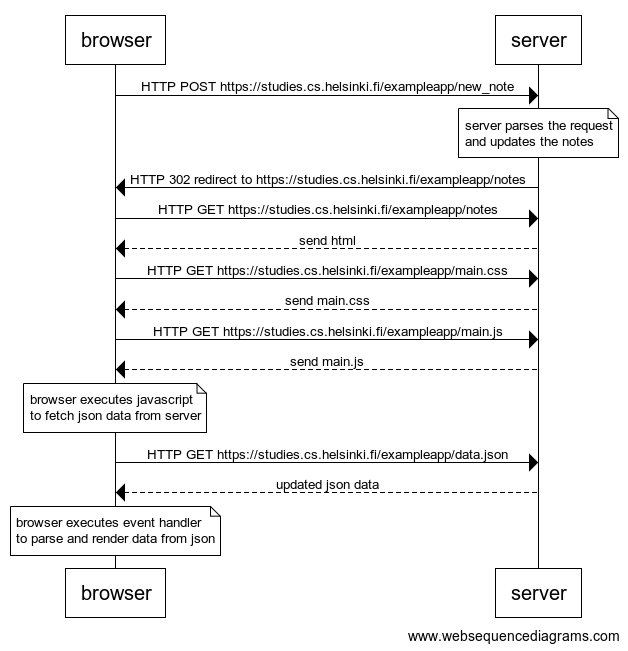 browser
server
HTTP POST https://studies.cs.helsinki.fi/exampleapp/new_note
server parses the request
and updates the notes
HTTP 302 redirect to https://studies.cs.helsinki.fi/exampleapp/notes
HTTP GET https://studies.cs.helsinki.fi/exampleapp/notes
send html
HTTP GET https://studies.cs.helsinki.fi/exampleapp/main.css
send main.css
HTTP GET https://studies.cs.helsinki.fi/exampleapp/main.js
send main.js
browser executes javascript
to fetch json data from server
HTTP GET https://studies.cs.helsinki.fi/exampleapp/data.json
updated json data
browser executes event handler
to parse and render data from json
browser
server
www.websequencediagrams.com